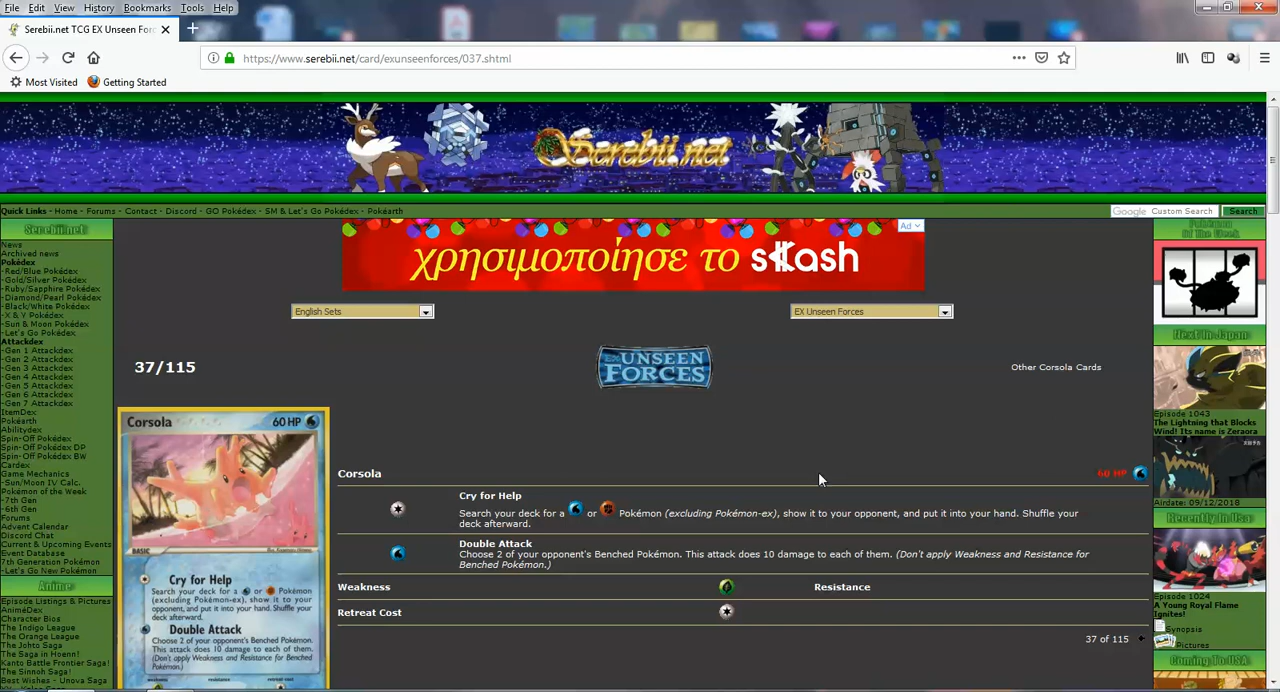 File Edit View History Bookmarks Tools Help
Serebii.net TCG EX Unseen Forc
https://www.serebii.net/card/exunseenforces/037.shtml
Most Visited Getting Started
Serebii.net
Quick Links - Home - Forums - Contact - Discord - GO Pokédex - SM & Let's Go Pokédex - Pokéarth
Google Custom Search Search
Serebii.net
News
Archived news
Pokédex
-Red/Blue Pokédex
-Gold/Silver Pokédex
-Ruby/Sapphire Pokédex
-Diamond/Pearl Pokédex
-Black/White Pokédex
-X & Y Pokédex
-Sun & Moon Pokédex
-Let's Go Pokédex
Attackdex
-Gen 1 Attackdex
-Gen 2 Attackdex
-Gen 3 Attackdex
-Gen 4 Attackdex
-Gen 5 Attackdex
-Gen 6 Attackdex
-Gen 7 Attackdex
ItemDex
Pokéarth
Abilitydex
Spin-Off Pokédex
Spin-Off Pokédex DP
Spin-Off Pokédex BW
Cardex
Game Mechanics
-Sun/Moon IV Calc.
Pokémon of the Week
-7th Gen
-6th Gen
Forums
Advent Calendar
Discord Chat
Current & Upcoming Events
Event Database
7th Generation Pokémon
-Let's Go New Pokémon
Anime
Episode Listings & Pictures
AniméDex
Character Bios
The Indigo League
The Orange League
The Johto Saga
The Saga in Hoenn!
Kanto Battle Frontier Saga!
The Sinnoh Saga!
Best Wishes - Unova Saga
χρησιμοποίησε το skash
Ad
English Sets
EX Unseen Forces
37/115
EX UNSEEN
FORCES
Other Corsola Cards
Corsola 60 HP
BASIC
Cry for Help
Search your deck for a or Pokémon
(excluding Pokémon-ex), show it to your
opponent, and put it into your hand. Shuffle your
deck afterward.
Double Attack
Choose 2 of your opponent's Benched Pokémon.
This attack does 10 damage to each of them.
(Don't apply Weakness and Resistance for Benched
Pokémon.)
weakness resistance
Corsola
60 HP
Cry for Help
Search your deck for a or Pokémon (excluding Pokémon-ex), show it to your opponent, and put it into your hand. Shuffle your
deck afterward.
Double Attack
Choose 2 of your opponent's Benched Pokémon. This attack does 10 damage to each of them. (Don't apply Weakness and Resistance for
Benched Pokémon.)
Weakness
Resistance
Retreat Cost
37 of 115
Pokémon
Of The Week
Next In Japan
Episode 1043
The Lightning that Blocks
Wind! Its name is Zeraora
Airdate: 09/12/2018
Recently In USA
Episode 1024
A Young Royal Flame
Ignites!
Synopsis
Pictures
Coming To USA